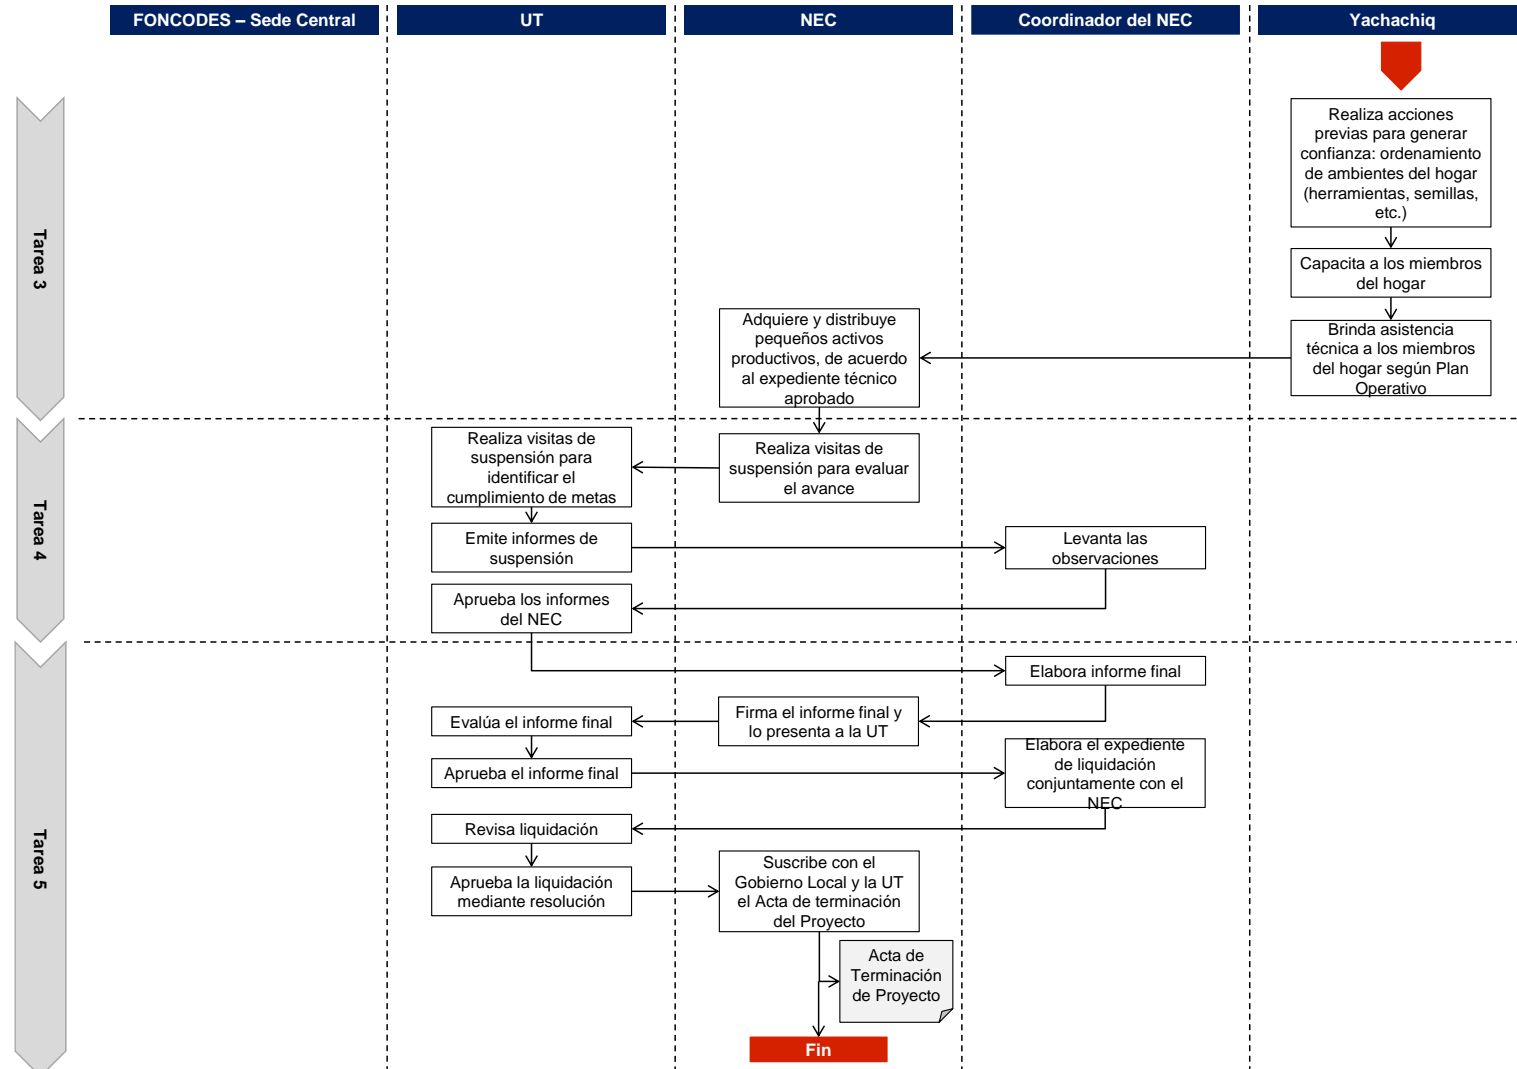 FONCODES – Sede Central
UT
NEC
Coordinador del NEC
Yachachiq
Tarea 3
Realiza acciones
previas para generar
confianza: ordenamiento
de ambientes del hogar
(herramientas, semillas,
etc.)
Capacita a los miembros
del hogar
Brinda asistencia
técnica a los miembros
del hogar según Plan
Operativo
Adquiere y distribuye
pequeños activos
productivos, de acuerdo
al expediente técnico
aprobado
Tarea 4
Realiza visitas de
suspensión para evaluar
el avance
Realiza visitas de
suspensión para
identificar el
cumplimiento de metas
Emite informes de
suspensión
Levanta las
observaciones
Aprueba los informes
del NEC
Tarea 5
Elabora informe final
Firma el informe final y
lo presenta a la UT
Evalúa el informe final
Aprueba el informe final
Elabora el expediente
de liquidación
conjuntamente con el
NEC
Revisa liquidación
Aprueba la liquidación
mediante resolución
Suscribe con el
Gobierno Local y la UT
el Acta de terminación
del Proyecto
Acta de
Terminación
de Proyecto
Fin